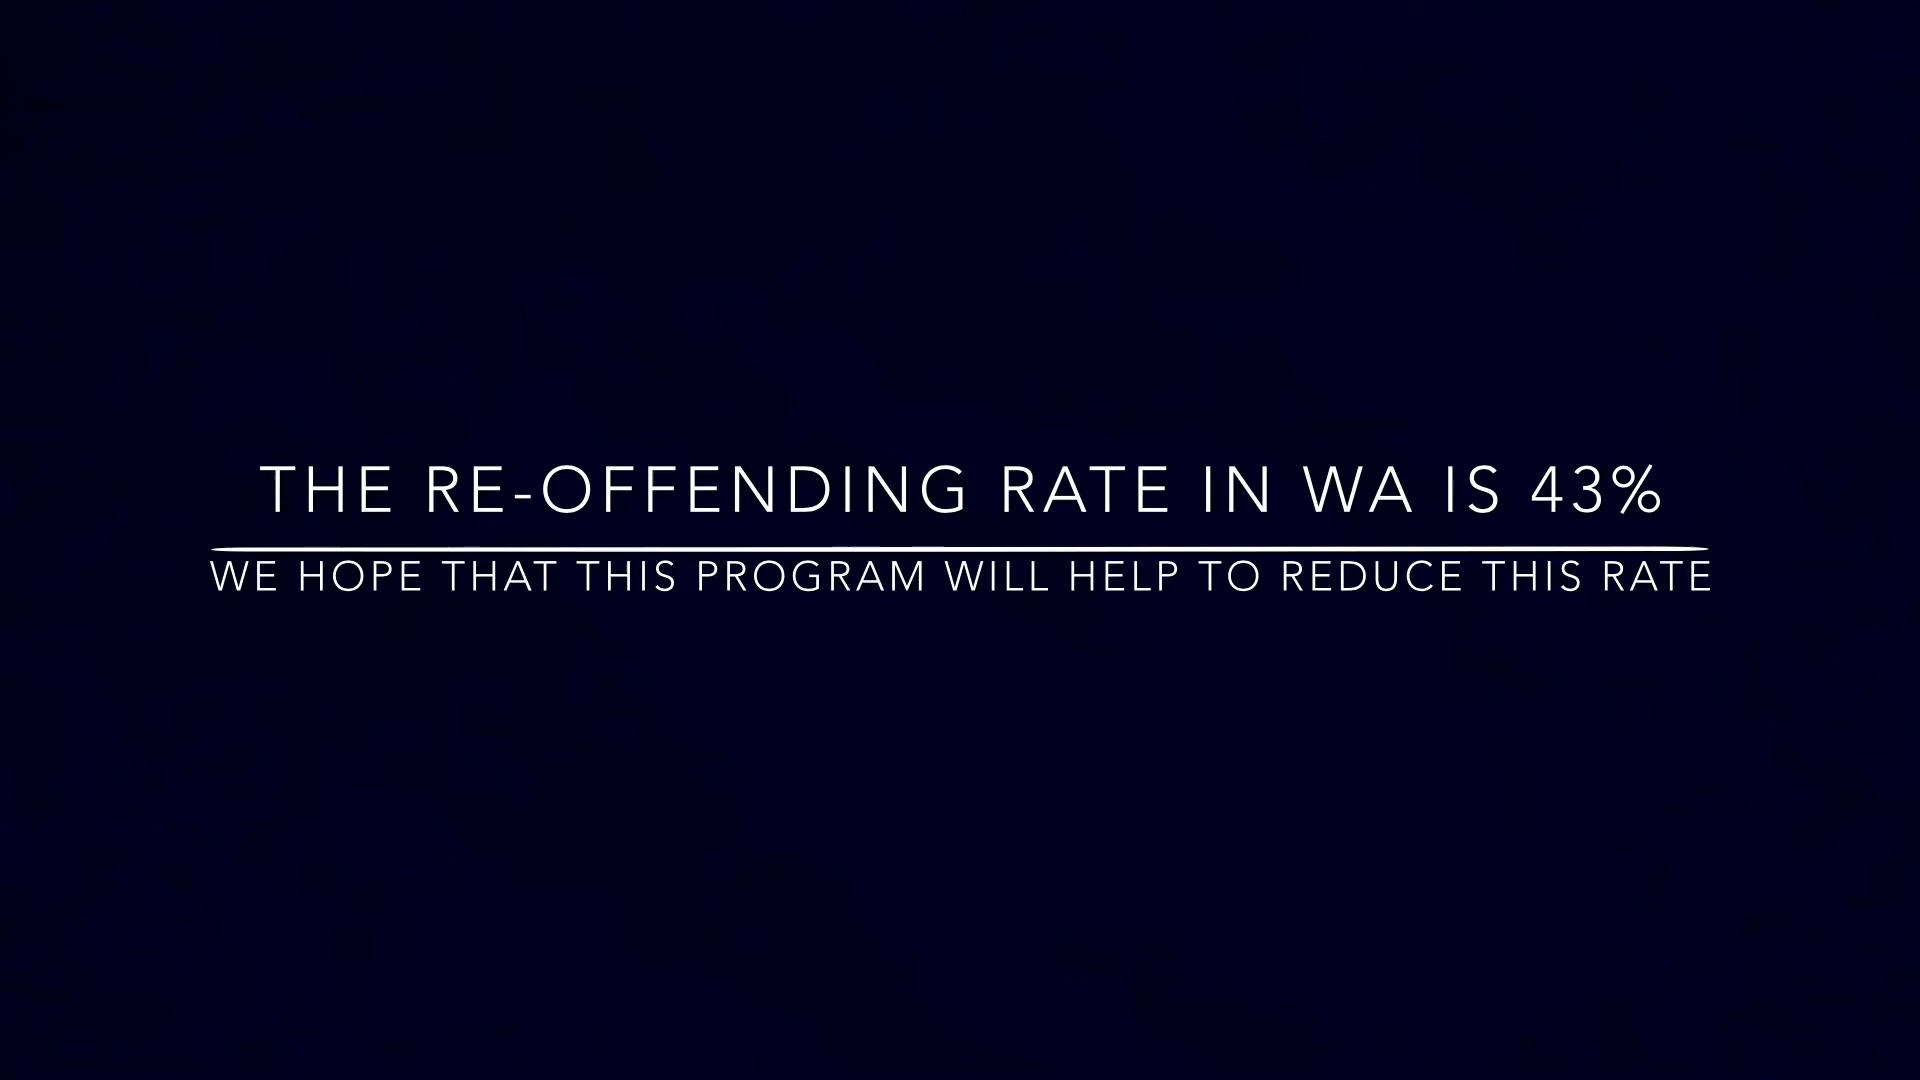 THE RE-OFFENDING RATE IN WA IS 43%
WE HOPE THAT THIS PROGRAM WILL HELP TO REDUCE THIS RATE